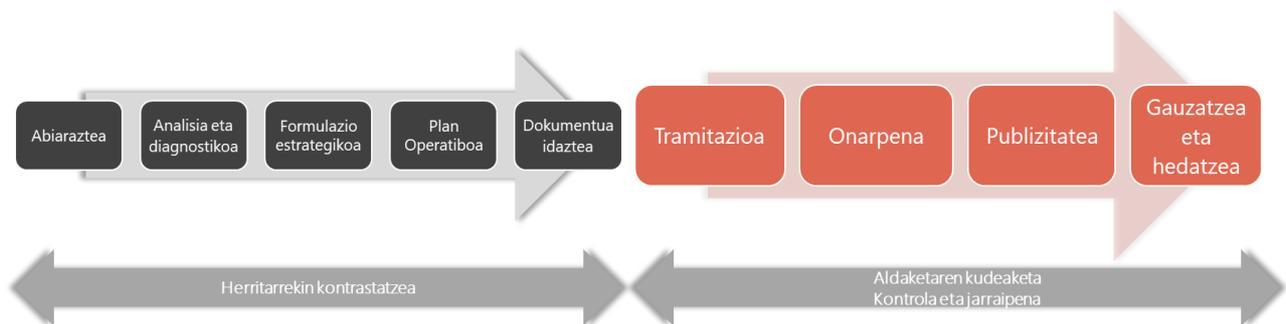 Abiaraztea
Analisia eta
diagnostikoa
Formulazio
estrategikoa
Plan
Operatiboa
Dokumentua
idaztea
Tramitazioa
Onarpena
Publizitatea
Gauzatzea
eta
hedatzea
Herritarrekin kontrastatzea
Aldaketaren kudeaketa
Kontrola eta jarraipena